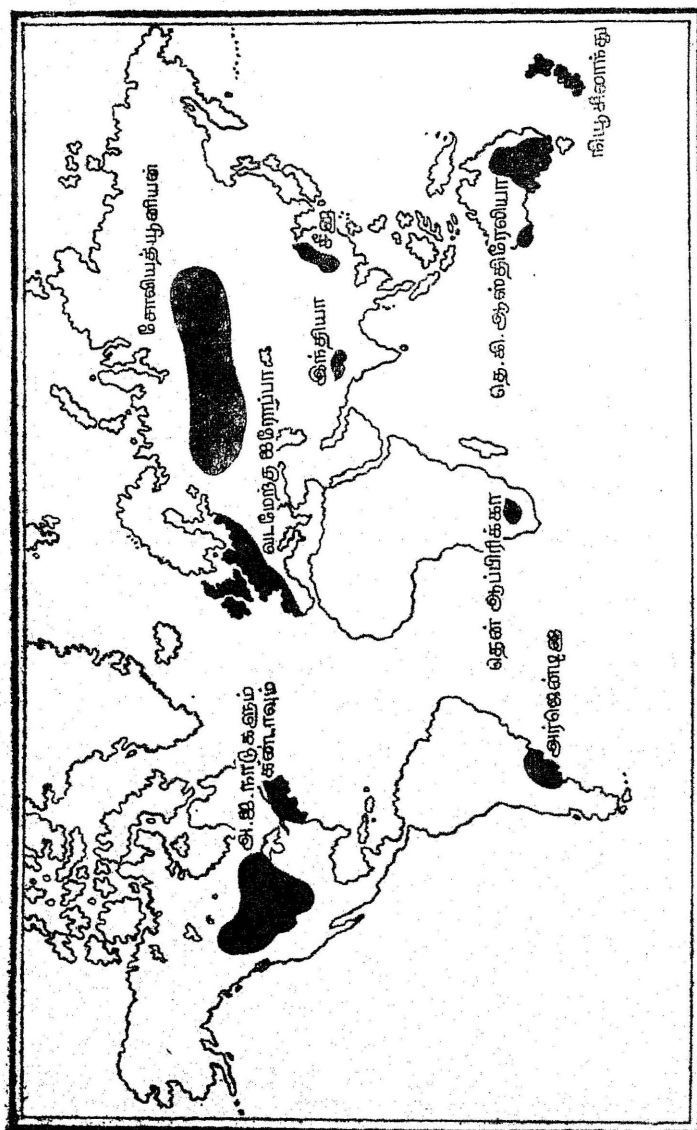 அ.ஐ.நாடுகளும்
கனடாவும்
வடமேற்கு ஐரோப்பா
சோவியத்யூனியன்
இந்தியா
சீனா
அர்ஜெண்டினா
தென் ஆப்பிரிக்கா
தெ.கி. ஆஸ்திரேலியா
நியூசிலாந்து